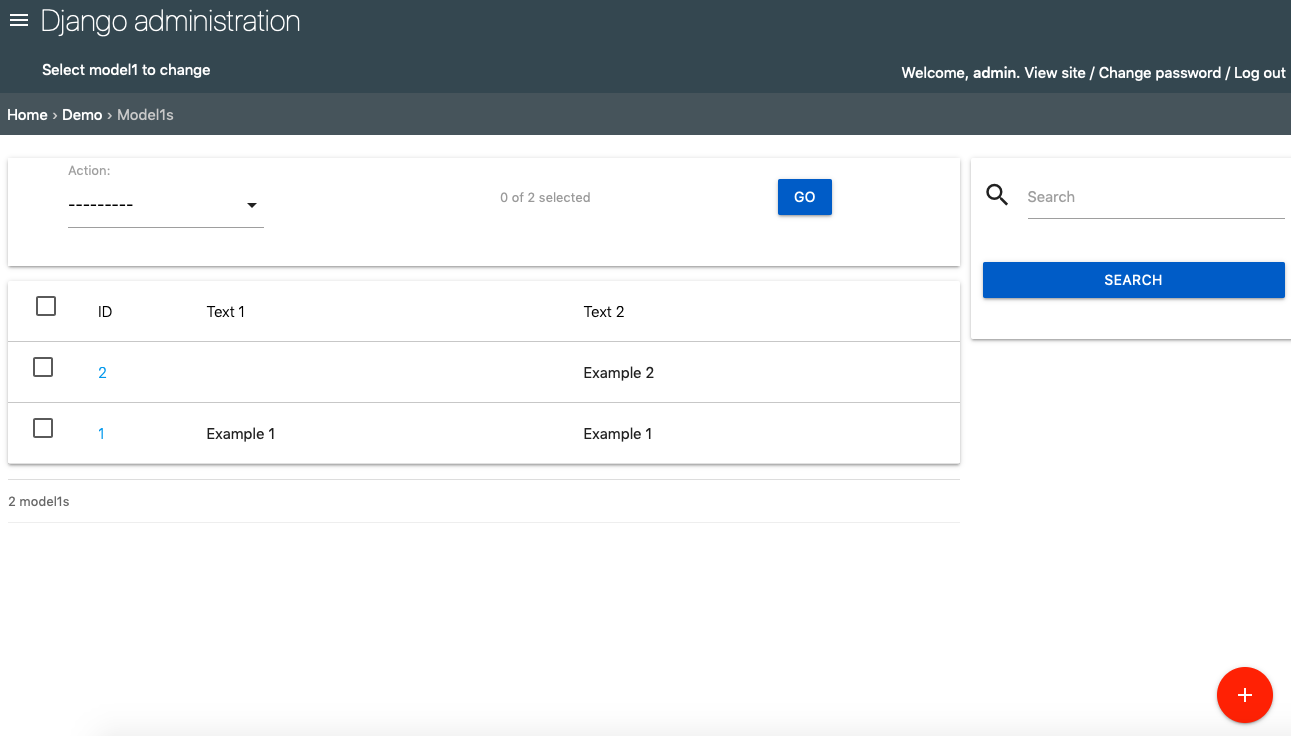 Django administration
Select model1 to change
Welcome, admin. View site / Change password / Log out
Home › Demo › Model1s
Action:
---------
0 of 2 selected
GO
Search
SEARCH
ID Text 1 Text 2
2 Example 2
1 Example 1 Example 1
2 model1s